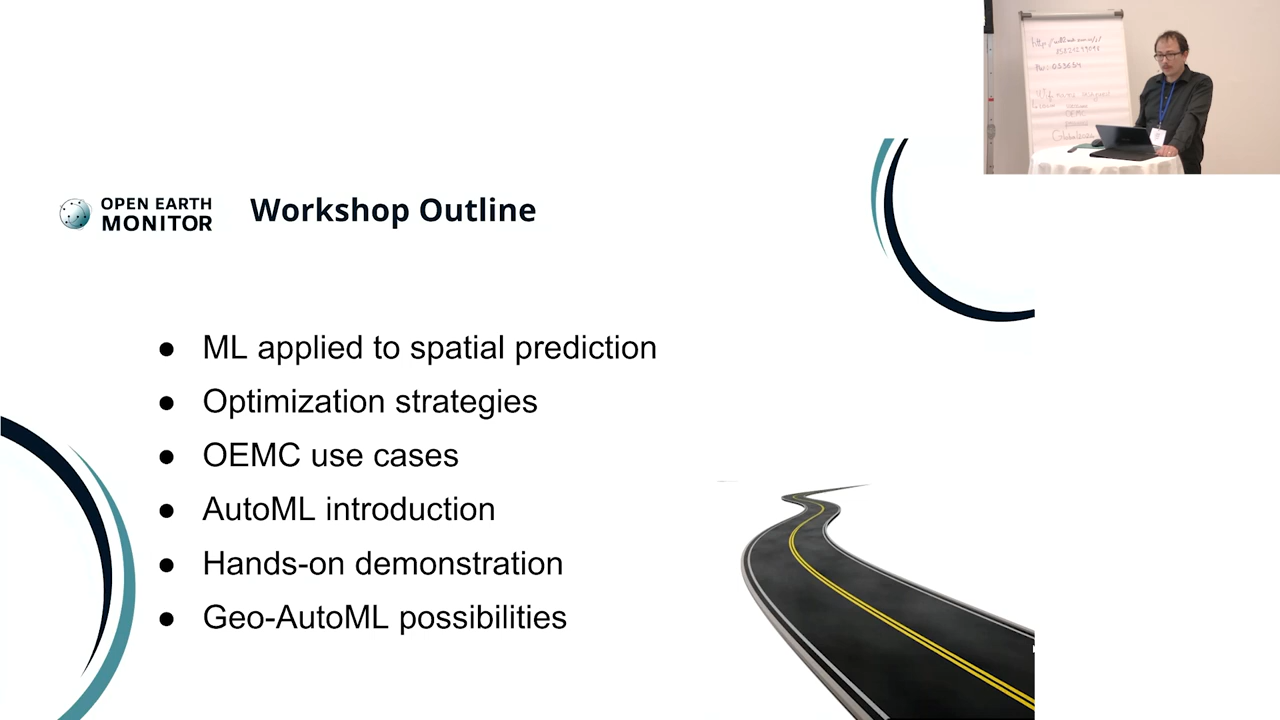 OPEN EARTH
MONITOR
Workshop Outline
● ML applied to spatial prediction
● Optimization strategies
● OEMC use cases
● AutoML introduction
● Hands-on demonstration
● Geo-AutoML possibilities
OEMC